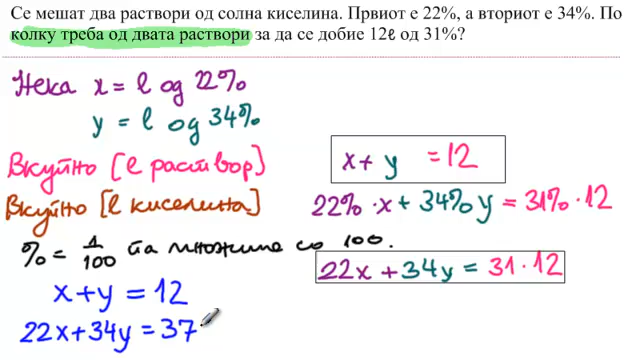 Се мешат два раствори од солна киселина. Првиот е 22%, а вториот е 34%. По
колку треба од двата раствори за да се добие 12ℓ од 31%?
Нека x = ℓ од 22%
y = ℓ од 34%
Вкупно [ℓ раствор]
x + y = 12
Вкупно [ℓ киселина]
22% · x + 34% y = 31% · 12
% = 1/100 па множиме со 100.
22x + 34y = 31 · 12
x + y = 12
22x + 34y = 37